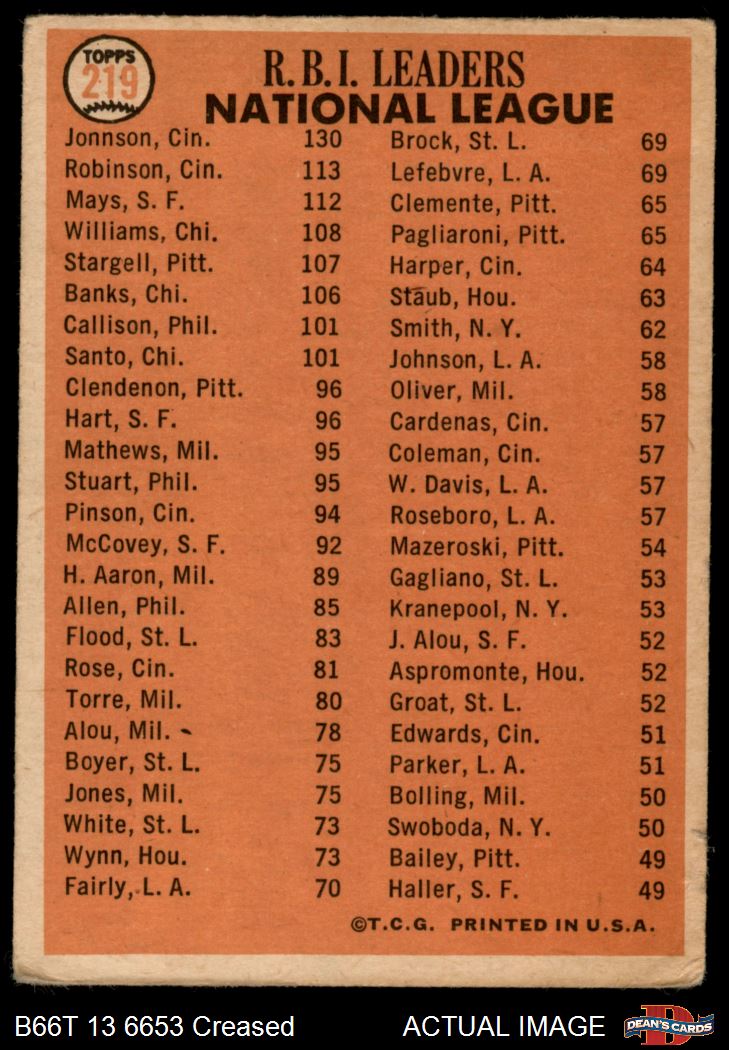 TOPPS
219
R.B.I. LEADERS
NATIONAL LEAGUE
Jonnson, Cin. 130
Robinson, Cin. 113
Mays, S. F. 112
Williams, Chi. 108
Stargell, Pitt. 107
Banks, Chi. 106
Callison, Phil. 101
Santo, Chi. 101
Clendenon, Pitt. 96
Hart, S. F. 96
Mathews, Mil. 95
Stuart, Phil. 95
Pinson, Cin. 94
McCovey, S. F. 92
H. Aaron, Mil. 89
Allen, Phil. 85
Flood, St. L. 83
Rose, Cin. 81
Torre, Mil. 80
Alou, Mil. 78
Boyer, St. L. 75
Jones, Mil. 75
White, St. L. 73
Wynn, Hou. 73
Fairly, L. A. 70
Brock, St. L. 69
Lefebvre, L. A. 69
Clemente, Pitt. 65
Pagliaroni, Pitt. 65
Harper, Cin. 64
Staub, Hou. 63
Smith, N. Y. 62
Johnson, L. A. 58
Oliver, Mil. 58
Cardenas, Cin. 57
Coleman, Cin. 57
W. Davis, L. A. 57
Roseboro, L. A. 57
Mazeroski, Pitt. 54
Gagliano, St. L. 53
Kranepool, N. Y. 53
J. Alou, S. F. 52
Aspromonte, Hou. 52
Groat, St. L. 52
Edwards, Cin. 51
Parker, L. A. 51
Bolling, Mil. 50
Swoboda, N. Y. 50
Bailey, Pitt. 49
Haller, S. F. 49
©T.C.G. PRINTED IN U.S.A.
B66T 13 6653 Creased ACTUAL IMAGE
DEAN'S CARDS